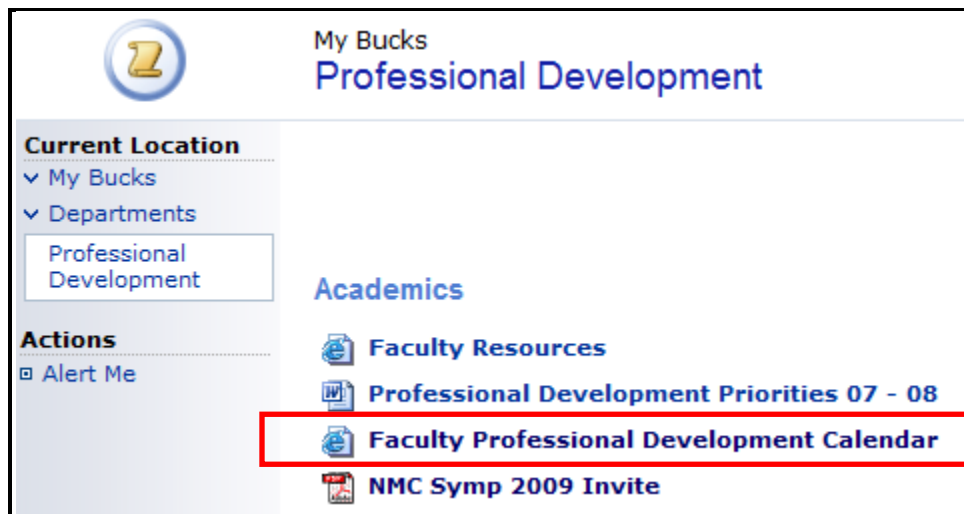 My Bucks
Professional Development
Current Location
My Bucks
Departments
Professional
Development
Actions
Alert Me
Academics
Faculty Resources
Professional Development Priorities 07 - 08
Faculty Professional Development Calendar
NMC Symp 2009 Invite